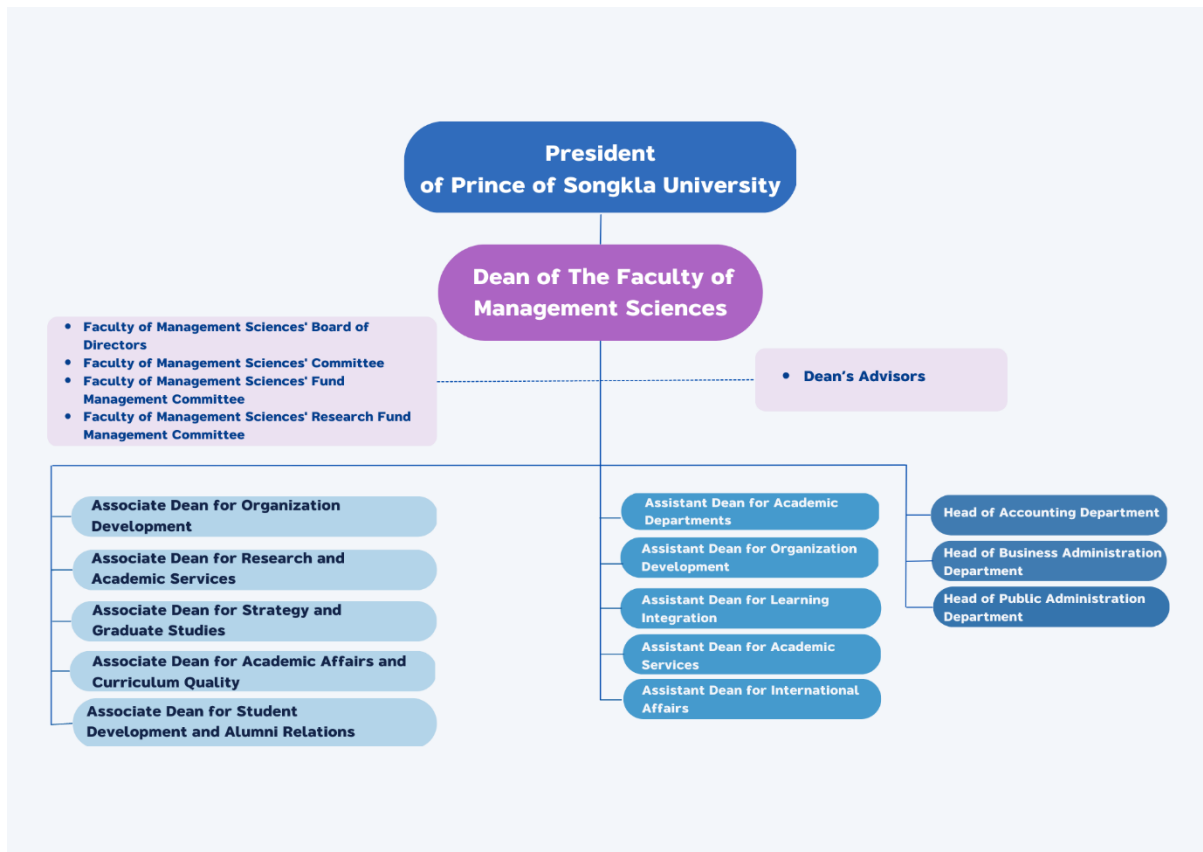 President
of Prince of Songkla University
Dean of The Faculty of
Management Sciences
• Faculty of Management Sciences' Board of
Directors
• Faculty of Management Sciences' Committee
• Faculty of Management Sciences' Fund
Management Committee
• Faculty of Management Sciences' Research Fund
Management Committee
• Dean's Advisors
Associate Dean for Organization
Development
Associate Dean for Research and
Academic Services
Associate Dean for Strategy and
Graduate Studies
Associate Dean for Academic Affairs and
Curriculum Quality
Associate Dean for Student
Development and Alumni Relations
Assistant Dean for Academic
Departments
Assistant Dean for Organization
Development
Assistant Dean for Learning
Integration
Assistant Dean for Academic
Services
Assistant Dean for International
Affairs
Head of Accounting Department
Head of Business Administration
Department
Head of Public Administration
Department